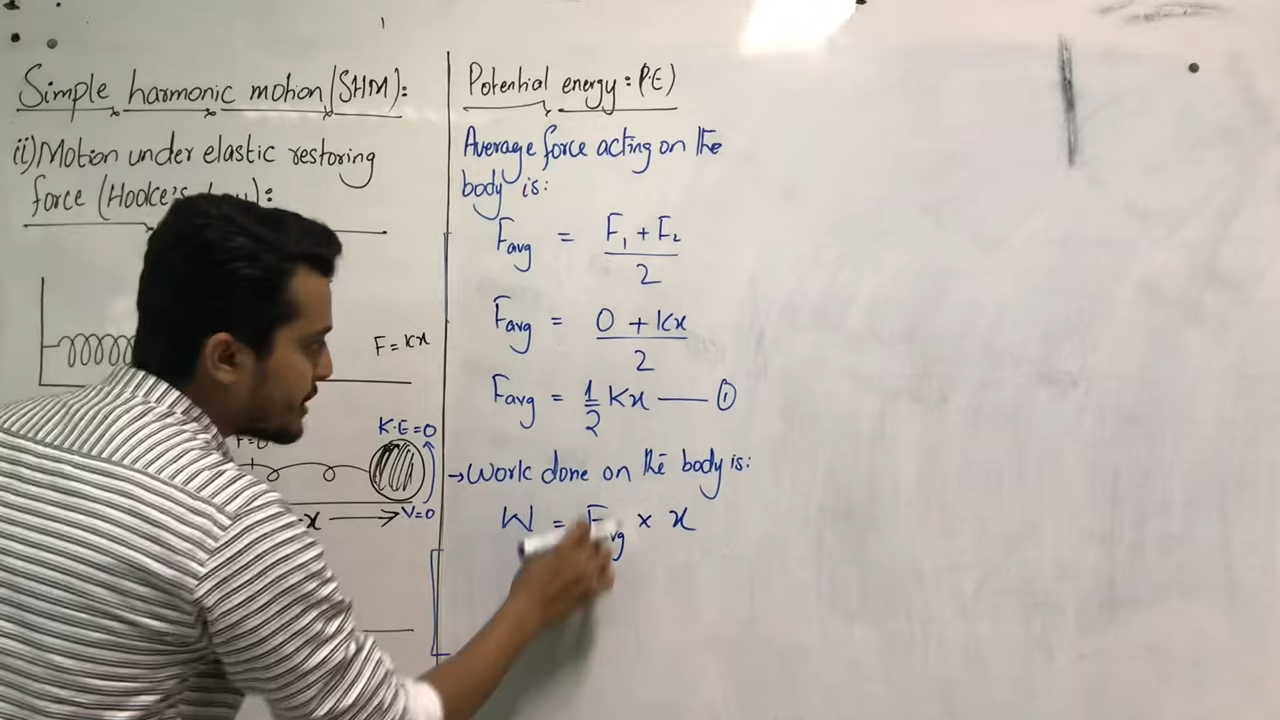 Simple harmonic motion (SHM):
ii) Motion under elastic restoring
force (Hooke's
F = Kx
K.E = 0
F=0
x
V=0
Potential energy: P.E)
Average force acting on the
body is:
Favg = F₁ + F₂ / 2
Favg = 0 + Kx / 2
Favg = 1/2 Kx — ①
→ Work done on the body is:
W = Favg × x